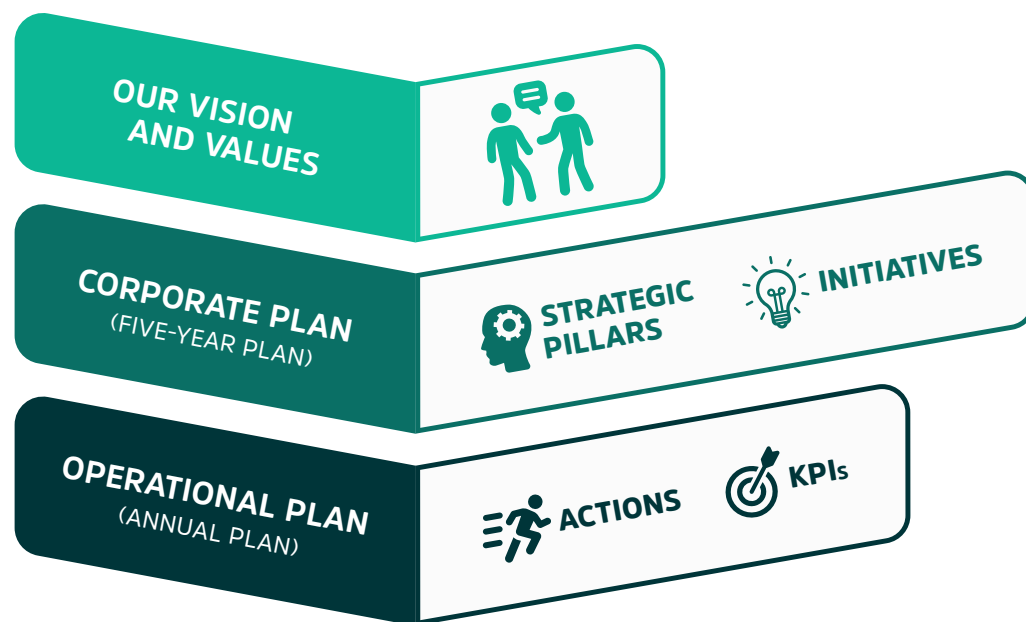 OUR VISION
AND VALUES
CORPORATE PLAN
(FIVE-YEAR PLAN)
STRATEGIC
PILLARS
INITIATIVES
OPERATIONAL PLAN
(ANNUAL PLAN)
ACTIONS
KPIs